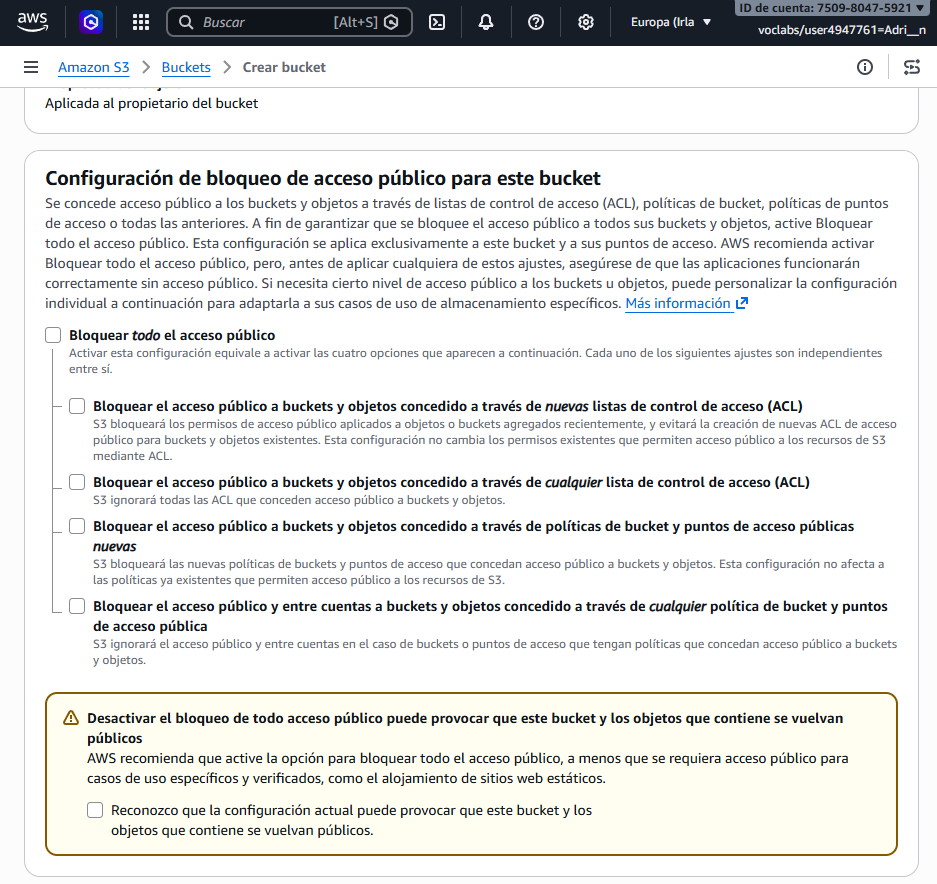 aws
Buscar [Alt+S]
Europa (Irla
ID de cuenta: 7509-8047-5921
voclabs/user4947761=Adri__n
Amazon S3 > Buckets > Crear bucket
Aplicada al propietario del bucket
Configuración de bloqueo de acceso público para este bucket
Se concede acceso público a los buckets y objetos a través de listas de control de acceso (ACL), políticas de bucket, políticas de puntos
de acceso o todas las anteriores. A fin de garantizar que se bloquee el acceso público a todos sus buckets y objetos, active Bloquear
todo el acceso público. Esta configuración se aplica exclusivamente a este bucket y a sus puntos de acceso. AWS recomienda activar
Bloquear todo el acceso público, pero, antes de aplicar cualquiera de estos ajustes, asegúrese de que las aplicaciones funcionarán
correctamente sin acceso público. Si necesita cierto nivel de acceso público a los buckets u objetos, puede personalizar la configuración
individual a continuación para adaptarla a sus casos de uso de almacenamiento específicos. Más información
Bloquear todo el acceso público
Activar esta configuración equivale a activar las cuatro opciones que aparecen a continuación. Cada uno de los siguientes ajustes son independientes
entre sí.
Bloquear el acceso público a buckets y objetos concedido a través de nuevas listas de control de acceso (ACL)
S3 bloqueará los permisos de acceso público aplicados a objetos o buckets agregados recientemente, y evitará la creación de nuevas ACL de acceso
público para buckets y objetos existentes. Esta configuración no cambia los permisos existentes que permiten acceso público a los recursos de S3
mediante ACL.
Bloquear el acceso público a buckets y objetos concedido a través de cualquier lista de control de acceso (ACL)
S3 ignorará todas las ACL que conceden acceso público a buckets y objetos.
Bloquear el acceso público a buckets y objetos concedido a través de políticas de bucket y puntos de acceso públicas
nuevas
S3 bloqueará las nuevas políticas de buckets y puntos de acceso que concedan acceso público a buckets y objetos. Esta configuración no afecta a
las políticas ya existentes que permiten acceso público a los recursos de S3.
Bloquear el acceso público y entre cuentas a buckets y objetos concedido a través de cualquier política de bucket y puntos
de acceso pública
S3 ignorará el acceso público y entre cuentas en el caso de buckets o puntos de acceso que tengan políticas que concedan acceso público a buckets
y objetos.
Desactivar el bloqueo de todo acceso público puede provocar que este bucket y los objetos que contiene se vuelvan
públicos
AWS recomienda que active la opción para bloquear todo el acceso público, a menos que se requiera acceso público para
casos de uso específicos y verificados, como el alojamiento de sitios web estáticos.
Reconozco que la configuración actual puede provocar que este bucket y los
objetos que contiene se vuelvan públicos.